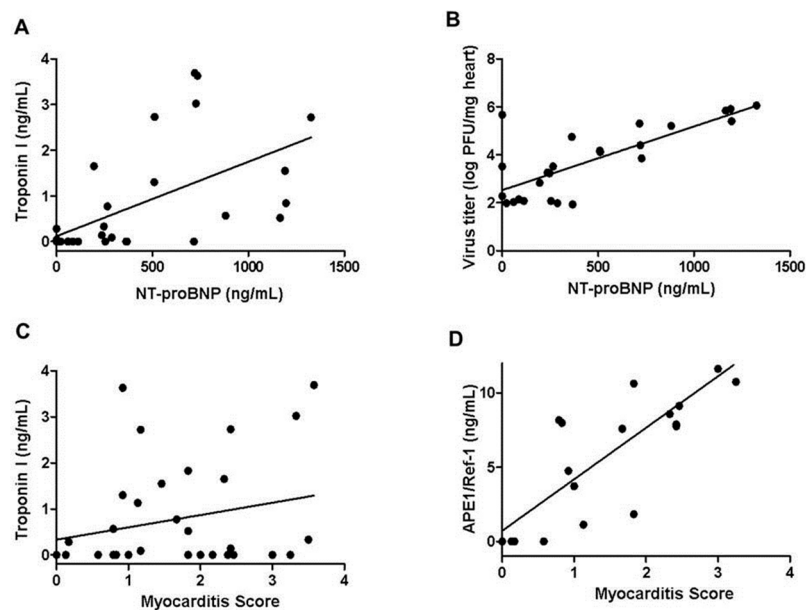 A
Troponin I (ng/mL)
4
3
2
1
0
0 500 1000 1500
NT-proBNP (ng/mL)
B
Virus titer (log PFU/mg heart)
8
6
4
2
0
0 500 1000 1500
NT-proBNP (ng/mL)
C
Troponin I (ng/mL)
4
3
2
1
0
0 1 2 3 4
Myocarditis Score
D
APE1/Ref-1 (ng/mL)
10
5
0
0 1 2 3 4
Myocarditis Score